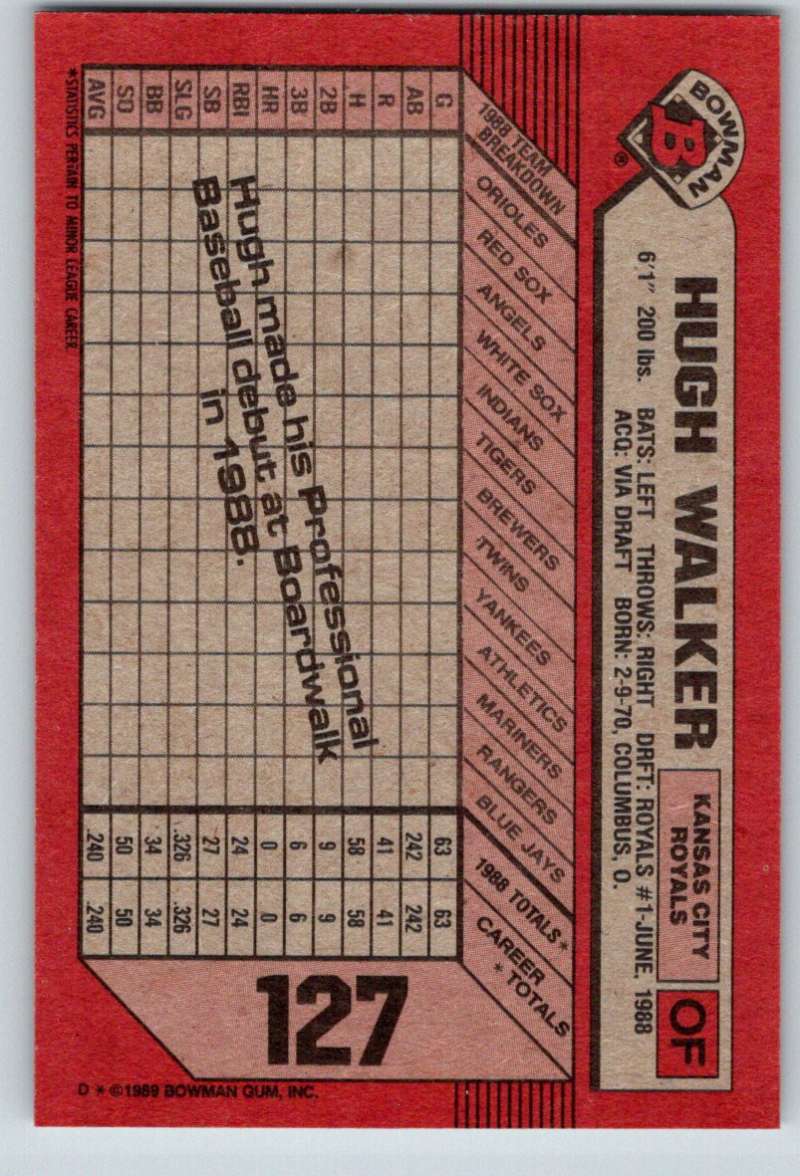 BOWMAN
B
®
HUGH WALKER
KANSAS CITY
ROYALS
OF
6'1" 200 lbs. BATS: LEFT THROWS: RIGHT DRFT: ROYALS #1-JUNE, 1988
ACQ: VIA DRAFT BORN: 2-9-70, COLUMBUS, O.
1988 TEAM
BREAKDOWN
ORIOLES
RED SOX
ANGELS
WHITE SOX
INDIANS
TIGERS
BREWERS
TWINS
YANKEES
ATHLETICS
MARINERS
RANGERS
BLUE JAYS
1988 TOTALS*
CAREER
* TOTALS
G 63 63
AB 242 242
R 41 41
H 58 58
2B 9 9
3B 6 6
HR 0 0
RBI 24 24
SB 27 27
SLG .326 .326
BB 34 34
SO 50 50
AVG .240 .240
Hugh made his Professional
Baseball debut at Boardwalk
in 1988.
127
*STATISTICS PERTAIN TO MINOR LEAGUE CAREER
D * ©1989 BOWMAN GUM, INC.